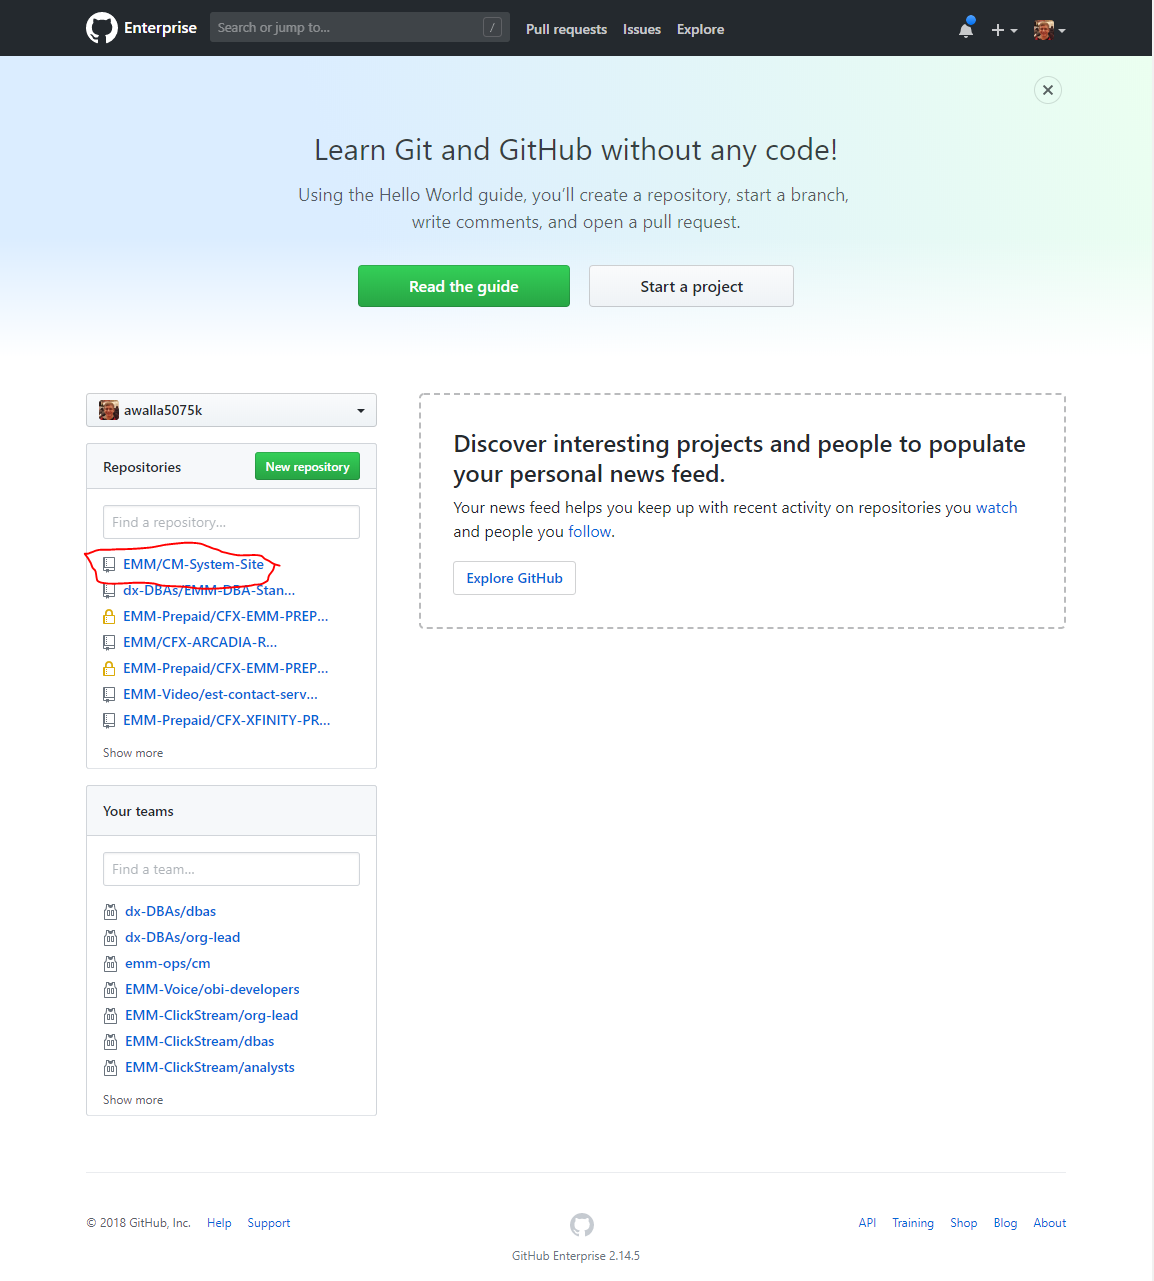 Enterprise
Search or jump to...
/
Pull requests
Issues
Explore
Learn Git and GitHub without any code!
Using the Hello World guide, you’ll create a repository, start a branch,
write comments, and open a pull request.
Read the guide
Start a project
awalla5075k
Repositories
New repository
Find a repository...
EMM/CM-System-Site
dx-DBAs/EMM-DBA-Stan...
EMM-Prepaid/CFX-EMM-PREP...
EMM/CFX-ARCADIA-R...
EMM-Prepaid/CFX-EMM-PREP...
EMM-Video/est-contact-serv...
EMM-Prepaid/CFX-XFINITY-PR...
Show more
Discover interesting projects and people to populate
your personal news feed.
Your news feed helps you keep up with recent activity on repositories you watch
and people you follow.
Explore GitHub
Your teams
Find a team...
dx-DBAs/dbas
dx-DBAs/org-lead
emm-ops/cm
EMM-Voice/obi-developers
EMM-ClickStream/org-lead
EMM-ClickStream/dbas
EMM-ClickStream/analysts
Show more
© 2018 GitHub, Inc.
Help
Support
API
Training
Shop
Blog
About
GitHub Enterprise 2.14.5